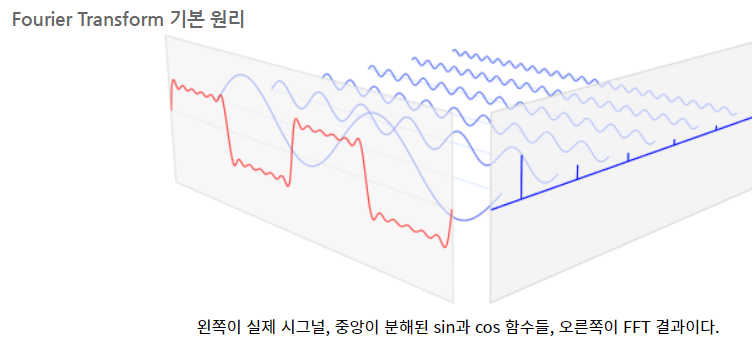 Fourier Transform 기본 원리
왼쪽이 실제 시그널, 중앙이 분해된 sin과 cos 함수들, 오른쪽이 FFT 결과이다.